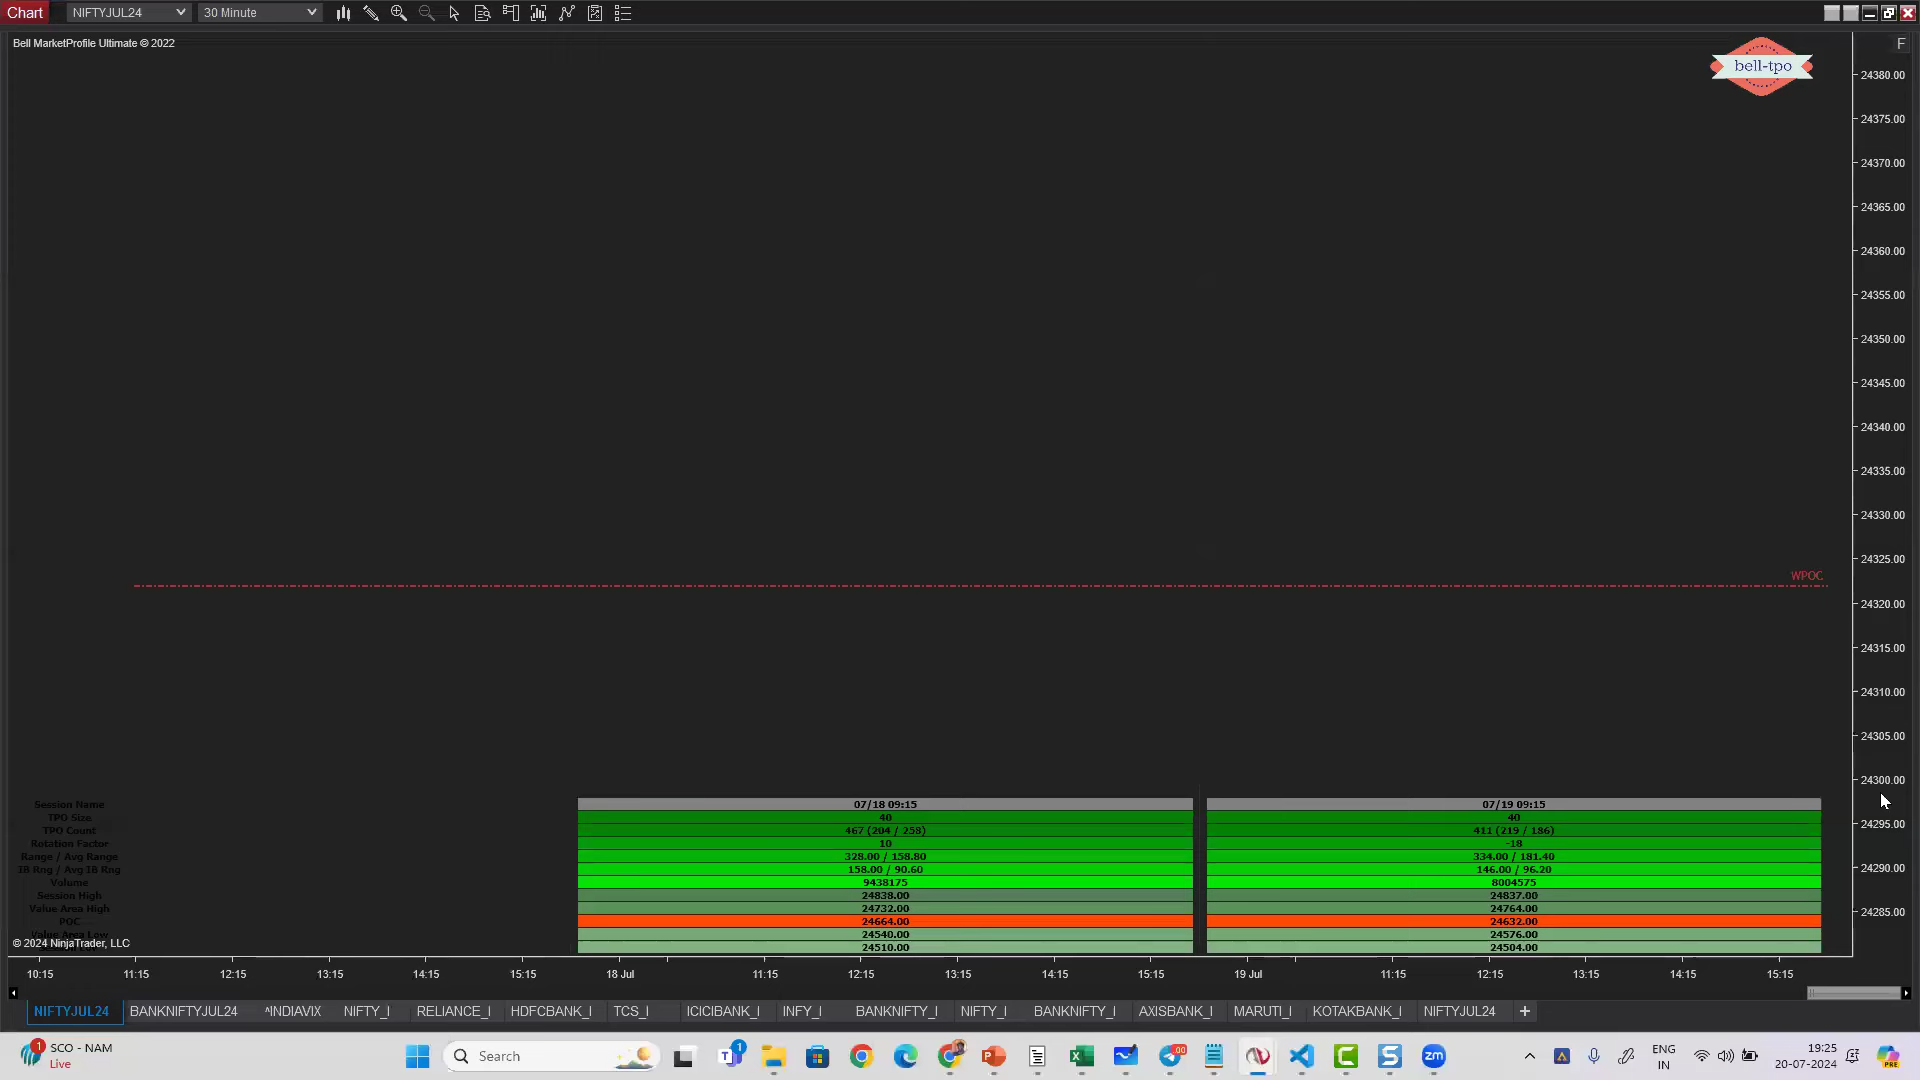 Chart NIFTYJUL24 30 Minute
Bell MarketProfile Ultimate © 2022
bell-tpo
F
24380.00
24375.00
24370.00
24365.00
24360.00
24355.00
24350.00
24345.00
24340.00
24335.00
24330.00
24325.00
WPOC
24320.00
24315.00
24310.00
24305.00
24300.00
24295.00
24290.00
24285.00
Session Name 07/18 09:15 07/19 09:15
TPO Size 40 40
TPO Count 467 (204 / 258) 411 (219 / 186)
Rotation Factor 10 -18
Range / Avg Range 328.00 / 158.80 334.00 / 181.40
IB Rng / Avg IB Rng 158.00 / 90.60 146.00 / 96.20
Volume 9438175 8004575
Session High 24838.00 24837.00
Value Area High 24732.00 24764.00
POC 24664.00 24632.00
Value Area Low 24540.00 24576.00
24510.00 24504.00
© 2024 NinjaTrader, LLC
10:15 11:15 12:15 13:15 14:15 15:15 18 Jul 11:15 12:15 13:15 14:15 15:15 19 Jul 11:15 12:15 13:15 14:15 15:15
NIFTYJUL24 BANKNIFTYJUL24 ^INDIAVIX NIFTY_I RELIANCE_I HDFCBANK_I TCS_I ICICIBANK_I INFY_I BANKNIFTY_I NIFTY_I BANKNIFTY_I AXISBANK_I MARUTI_I KOTAKBANK_I NIFTYJUL24 +
1 SCO - NAM
Live
Search
1
zm
ENG
IN
19:25
20-07-2024
PRE